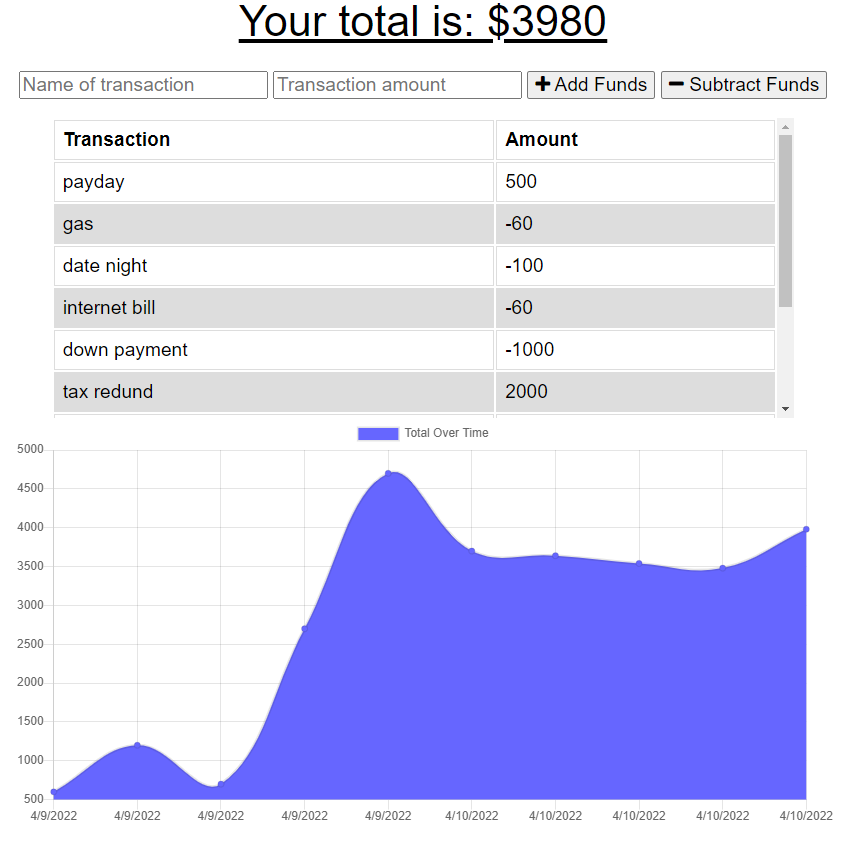 Your total is: $3980
Name of transaction Transaction amount Add Funds Subtract Funds
Transaction Amount
payday 500
gas -60
date night -100
internet bill -60
down payment -1000
tax redund 2000
Total Over Time
5000
4500
4000
3500
3000
2500
2000
1500
1000
500
4/9/2022 4/9/2022 4/9/2022 4/9/2022 4/9/2022 4/10/2022 4/10/2022 4/10/2022 4/10/2022 4/10/2022